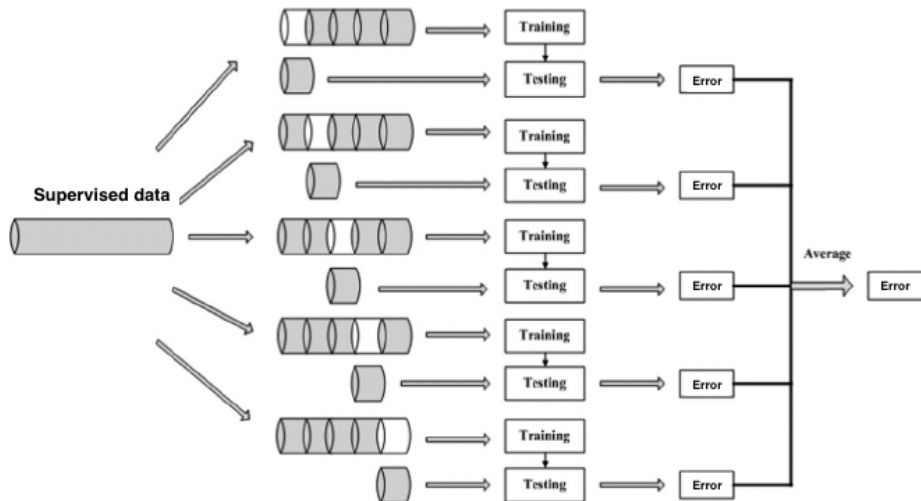 Training
Testing
Error
Training
Supervised data
Testing
Error
Training
Average
Testing
Error
Error
Training
Testing
Error
Training
Testing
Error